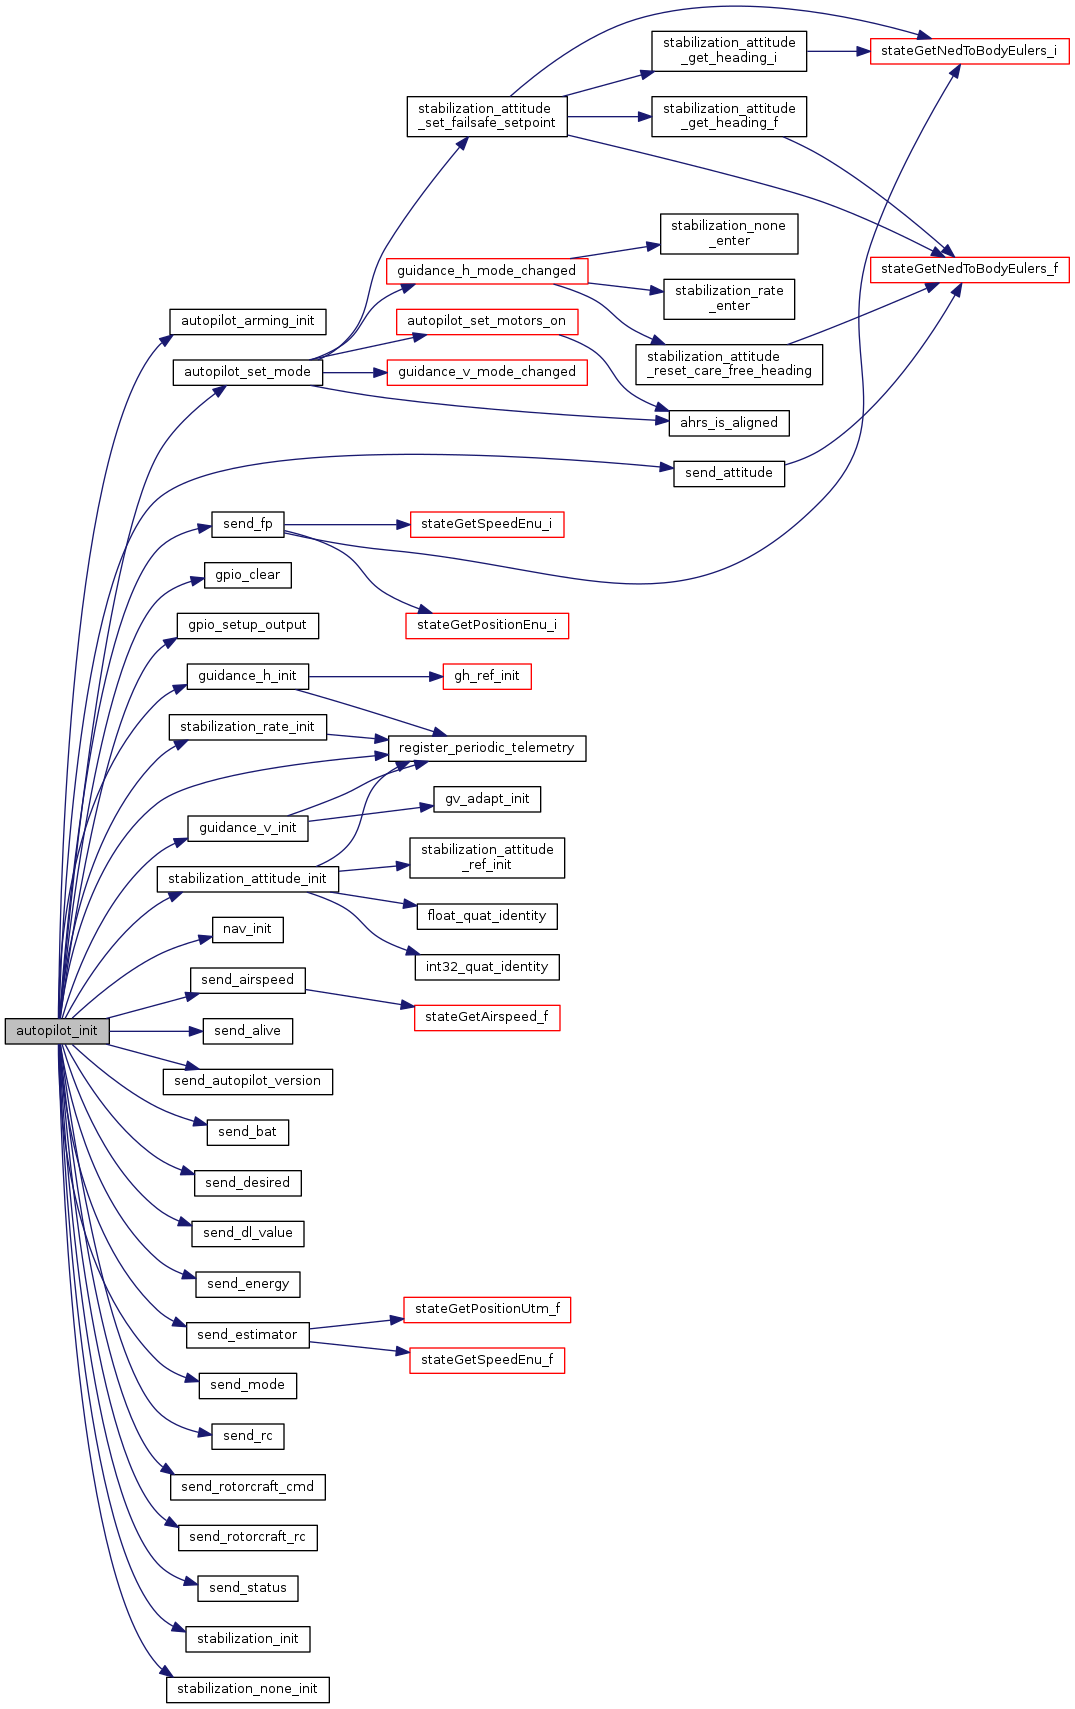 stabilization_attitude
_get_heading_i
stateGetNedToBodyEulers_i
stabilization_attitude
_set_failsafe_setpoint
stabilization_attitude
_get_heading_f
stabilization_none
_enter
guidance_h_mode_changed
stateGetNedToBodyEulers_f
stabilization_rate
_enter
autopilot_arming_init
autopilot_set_motors_on
stabilization_attitude
_reset_care_free_heading
autopilot_set_mode
guidance_v_mode_changed
ahrs_is_aligned
send_attitude
send_fp
stateGetSpeedEnu_i
gpio_clear
gpio_setup_output
stateGetPositionEnu_i
guidance_h_init
gh_ref_init
stabilization_rate_init
register_periodic_telemetry
gv_adapt_init
guidance_v_init
stabilization_attitude
_ref_init
stabilization_attitude_init
float_quat_identity
nav_init
int32_quat_identity
send_airspeed
stateGetAirspeed_f
autopilot_init
send_alive
send_autopilot_version
send_bat
send_desired
send_dl_value
send_energy
stateGetPositionUtm_f
send_estimator
stateGetSpeedEnu_f
send_mode
send_rc
send_rotorcraft_cmd
send_rotorcraft_rc
send_status
stabilization_init
stabilization_none_init